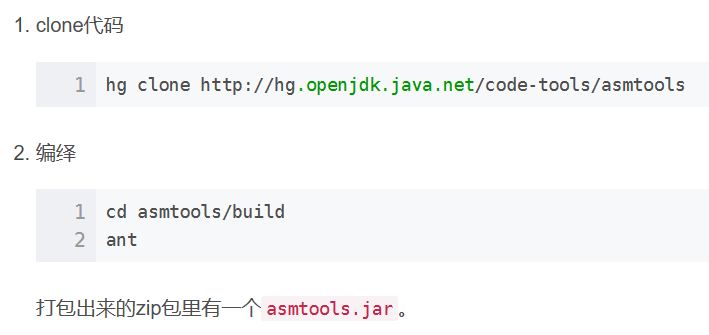 1. clone代码
1 hg clone http://hg.openjdk.java.net/code-tools/asmtools
2. 编绎
1 cd asmtools/build
2 ant
打包出来的zip包里有一个asmtools.jar。